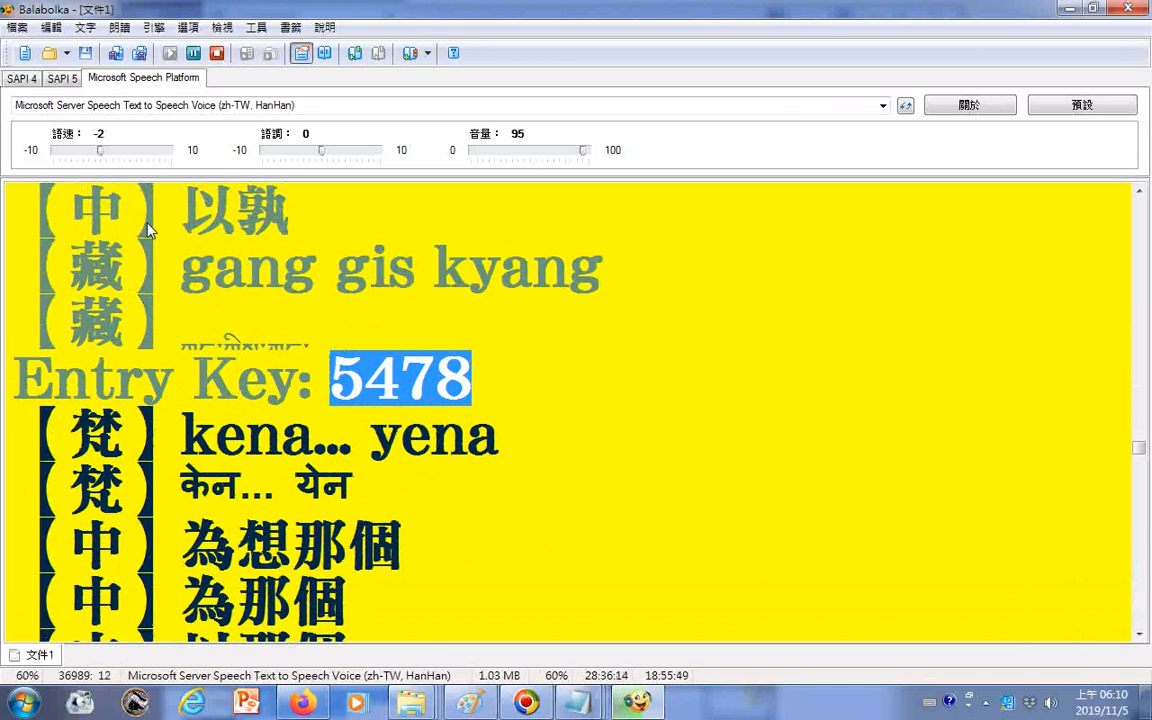 Balabolka - [文件1]
檔案 編輯 文字 朗讀 引擎 選項 檢視 工具 書籤 說明
SAPI 4 SAPI 5 Microsoft Speech Platform
Microsoft Server Speech Text to Speech Voice (zh-TW, HanHan) 關於 預設
語速： -2 語調： 0 音量： 95
-10 10 -10 10 0 100
【中】 以孰
【藏】 gang gis kyang
【藏】
Entry Key: 5478
【梵】 kena... yena
【梵】 केन... येन
【中】 為想那個
【中】 為那個
以那個
文件1
60% 36989: 12 Microsoft Server Speech Text to Speech Voice (zh-TW, HanHan) 1.03 MB 60% 28:36:14 18:55:49
上午 06:10
2019/11/5